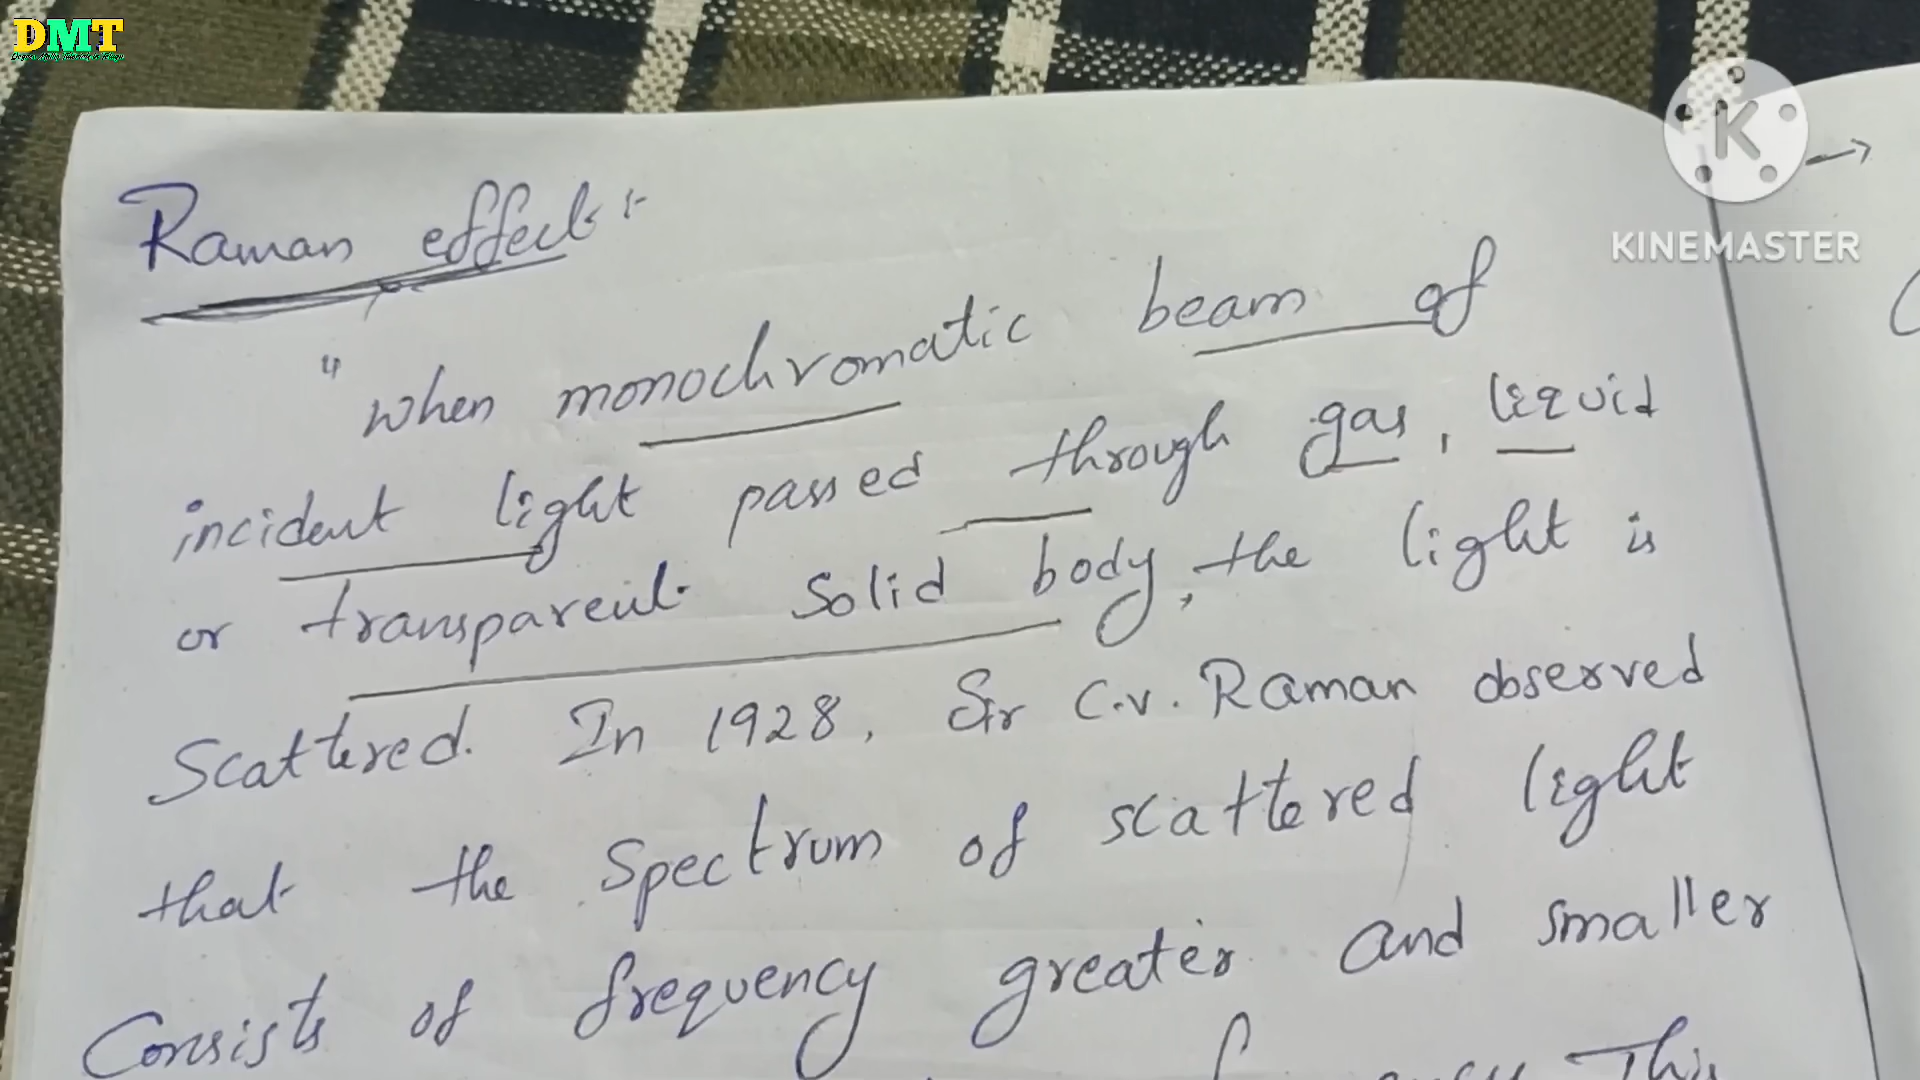 DMT
KINEMASTER
Raman effect:-
"when monochromatic beam of
incident light passed through gas, liquid
or transparent solid body, the light is
Scattered. In 1928, Sir C.V. Raman observed
that the Spectrum of scattered light
Consists of frequency greater and smaller
This